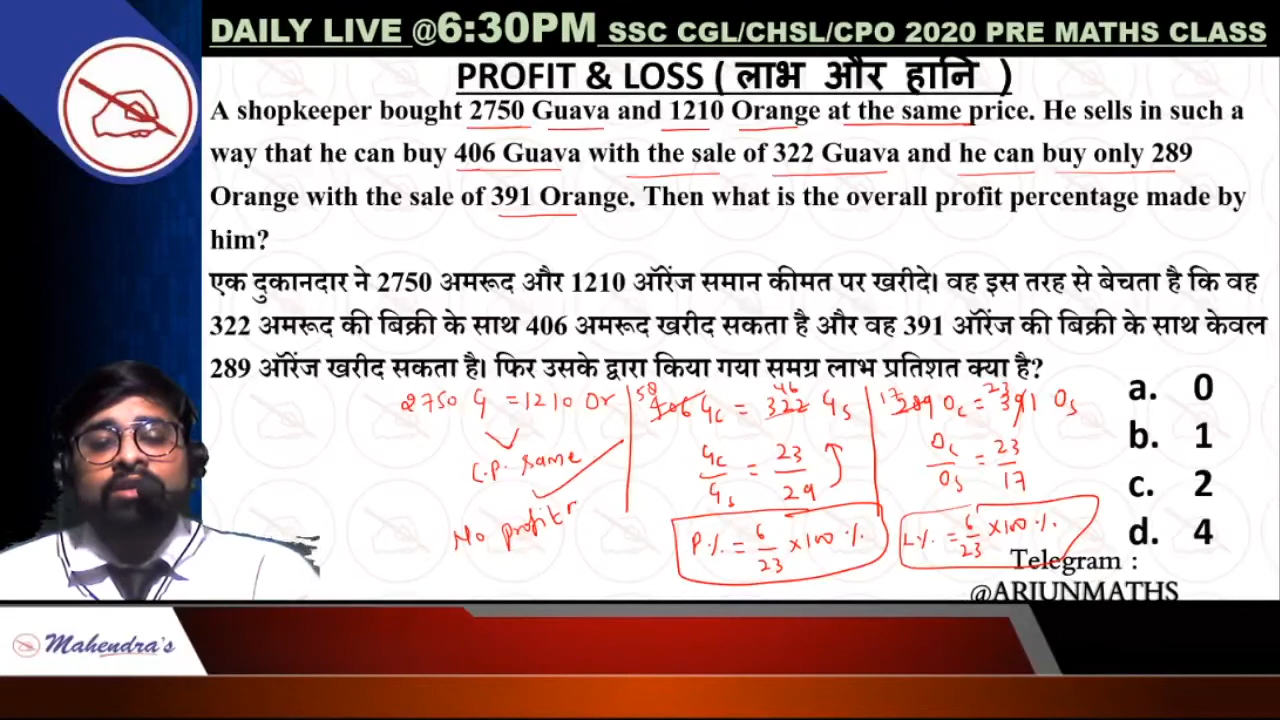 DAILY LIVE @6:30PM SSC CGL/CHSL/CPO 2020 PRE MATHS CLASS
PROFIT & LOSS ( लाभ और हानि )
A shopkeeper bought 2750 Guava and 1210 Orange at the same price. He sells in such a
way that he can buy 406 Guava with the sale of 322 Guava and he can buy only 289
Orange with the sale of 391 Orange. Then what is the overall profit percentage made by
him?
एक दुकानदार ने 2750 अमरूद और 1210 ऑरेंज समान कीमत पर खरीदे। वह इस तरह से बेचता है कि वह
322 अमरूद की बिक्री के साथ 406 अमरूद खरीद सकता है और वह 391 ऑरेंज की बिक्री के साथ केवल
289 ऑरेंज खरीद सकता है। फिर उसके द्वारा किया गया समग्र लाभ प्रतिशत क्या है?
a. 0
b. 1
c. 2
d. 4
2750 G = 1210 Or
C.P. same
No profit
58 46
406 Gc = 322 Gs
Gc/Gs = 23/29
P% = 6/23 × 100 %
17 23
289 Oc = 391 Os
Oc/Os = 23/17
L% = 6/23 × 100 %
Telegram :
@ARJUNMATHS
Mahendra's